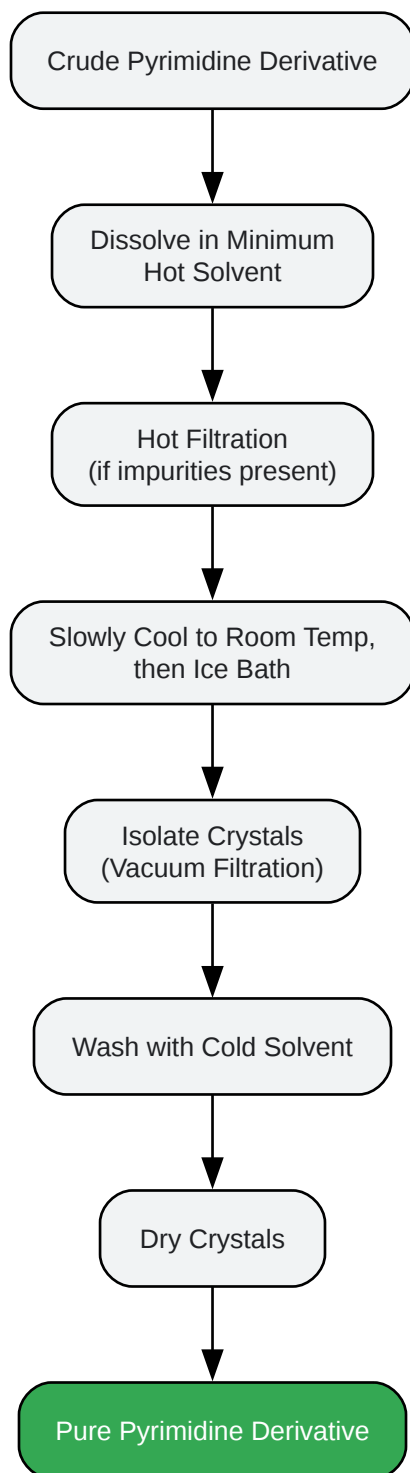 Crude Pyrimidine Derivative
Dissolve in Minimum
Hot Solvent
Hot Filtration
(if impurities present)
Slowly Cool to Room Temp,
then Ice Bath
Isolate Crystals
(Vacuum Filtration)
Wash with Cold Solvent
Dry Crystals
Pure Pyrimidine Derivative